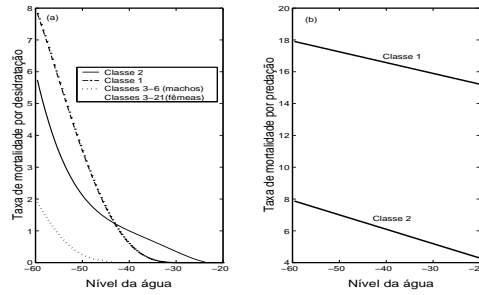 (a)
Taxa de mortalidade por desidratação
8
7
6
5
4
3
2
1
0
Classe 2
Classe 1
Classes 3−6 (machos)
Classes 3−21(fêmeas)
−60 −50 −40 −30 −20
Nível da água
(b)
Taxa de mortalidade por predação
20
18
16
14
12
10
8
6
4
Classe 1
Classe 2
−60 −50 −40 −30 −20
Nível da água